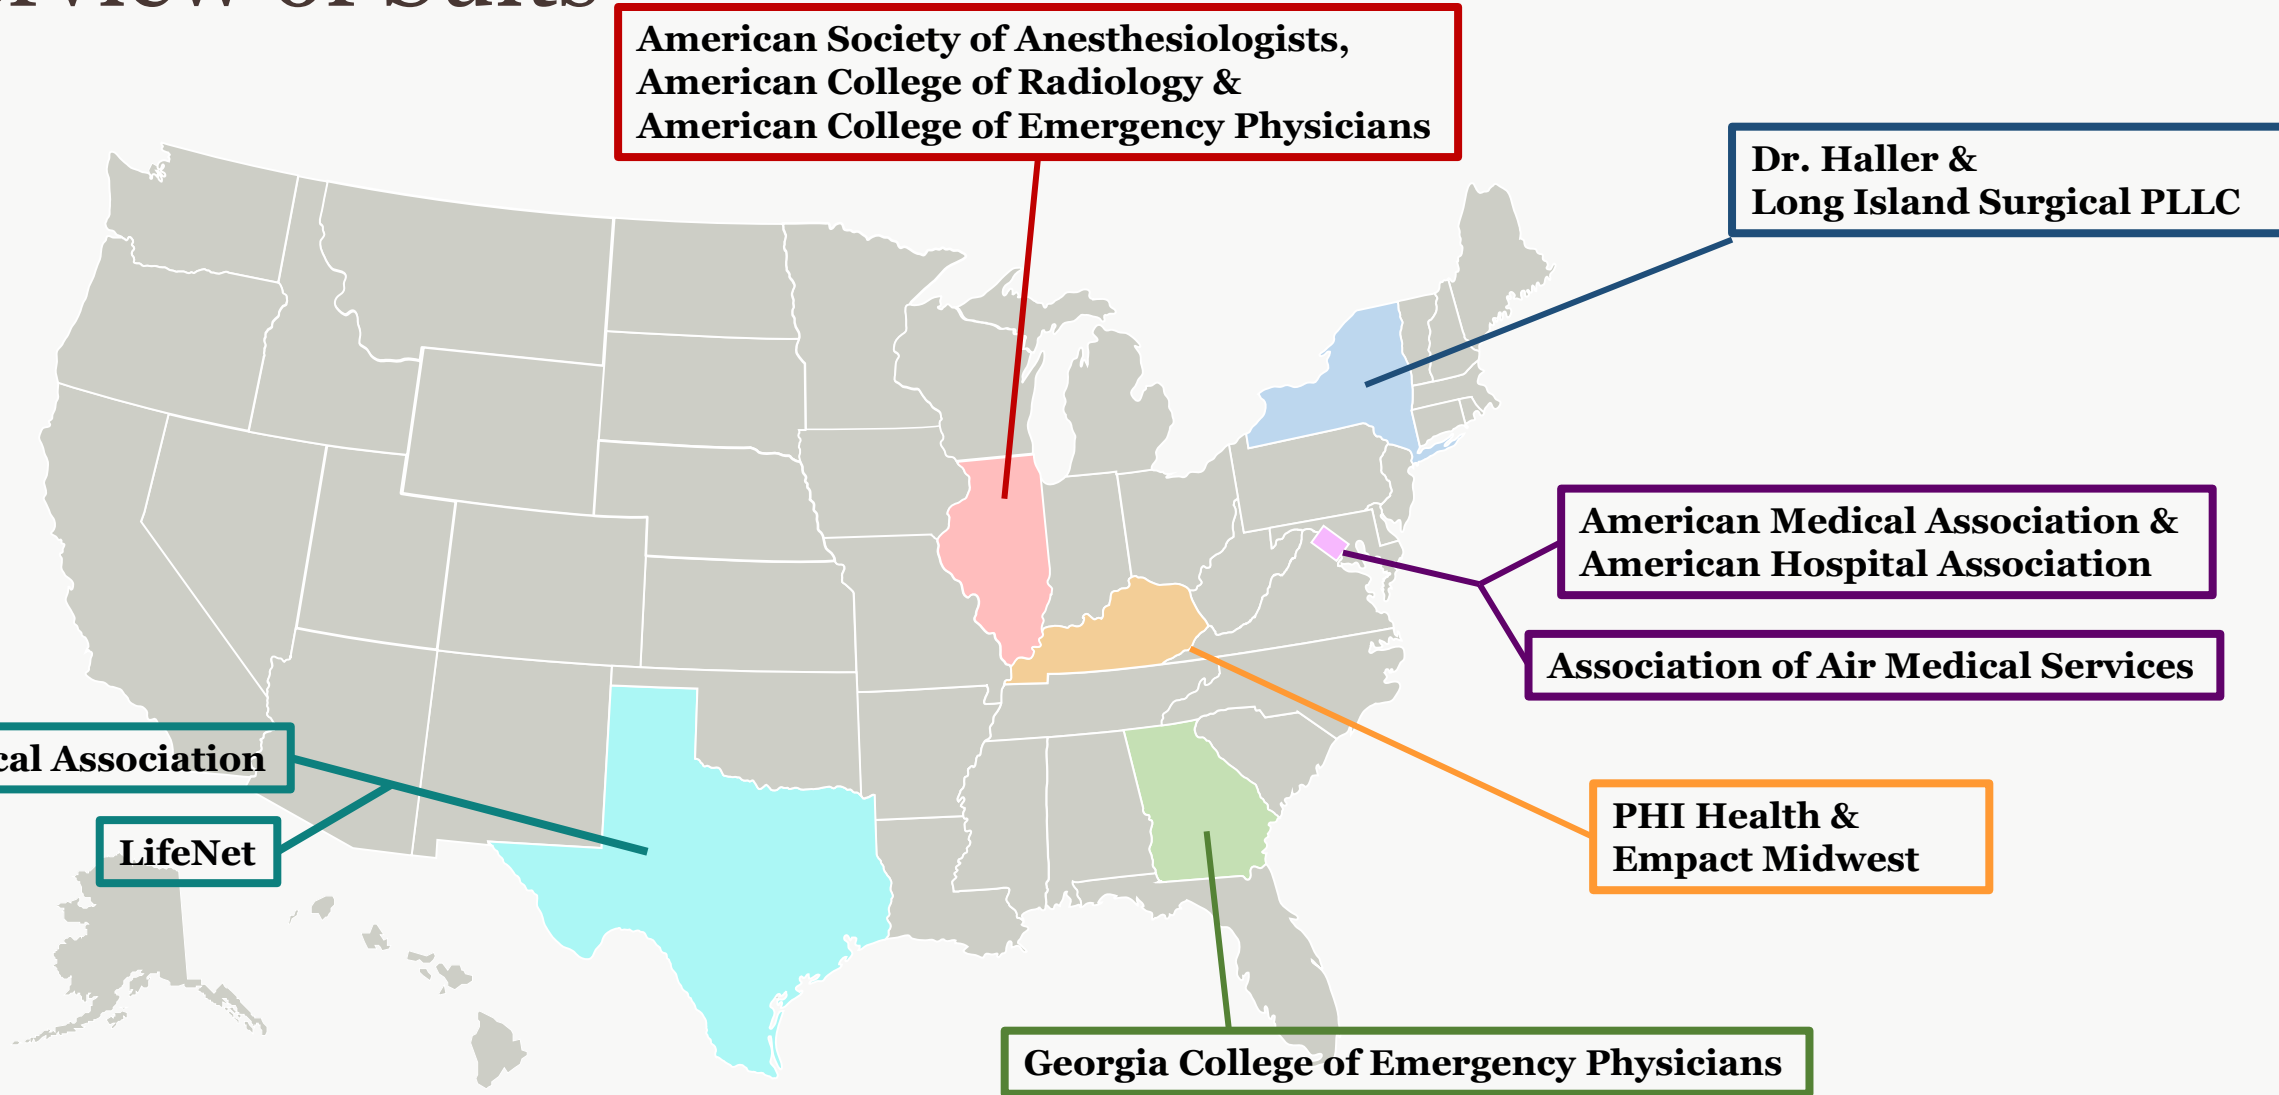 of Suits
American Society of Anesthesiologists,
American College of Radiology &
American College of Emergency Physicians
Dr. Haller &
Long Island Surgical PLLC
American Medical Association &
American Hospital Association
Association of Air Medical Services
Association
LifeNet
PHI Health &
Empact Midwest
Georgia College of Emergency Physicians